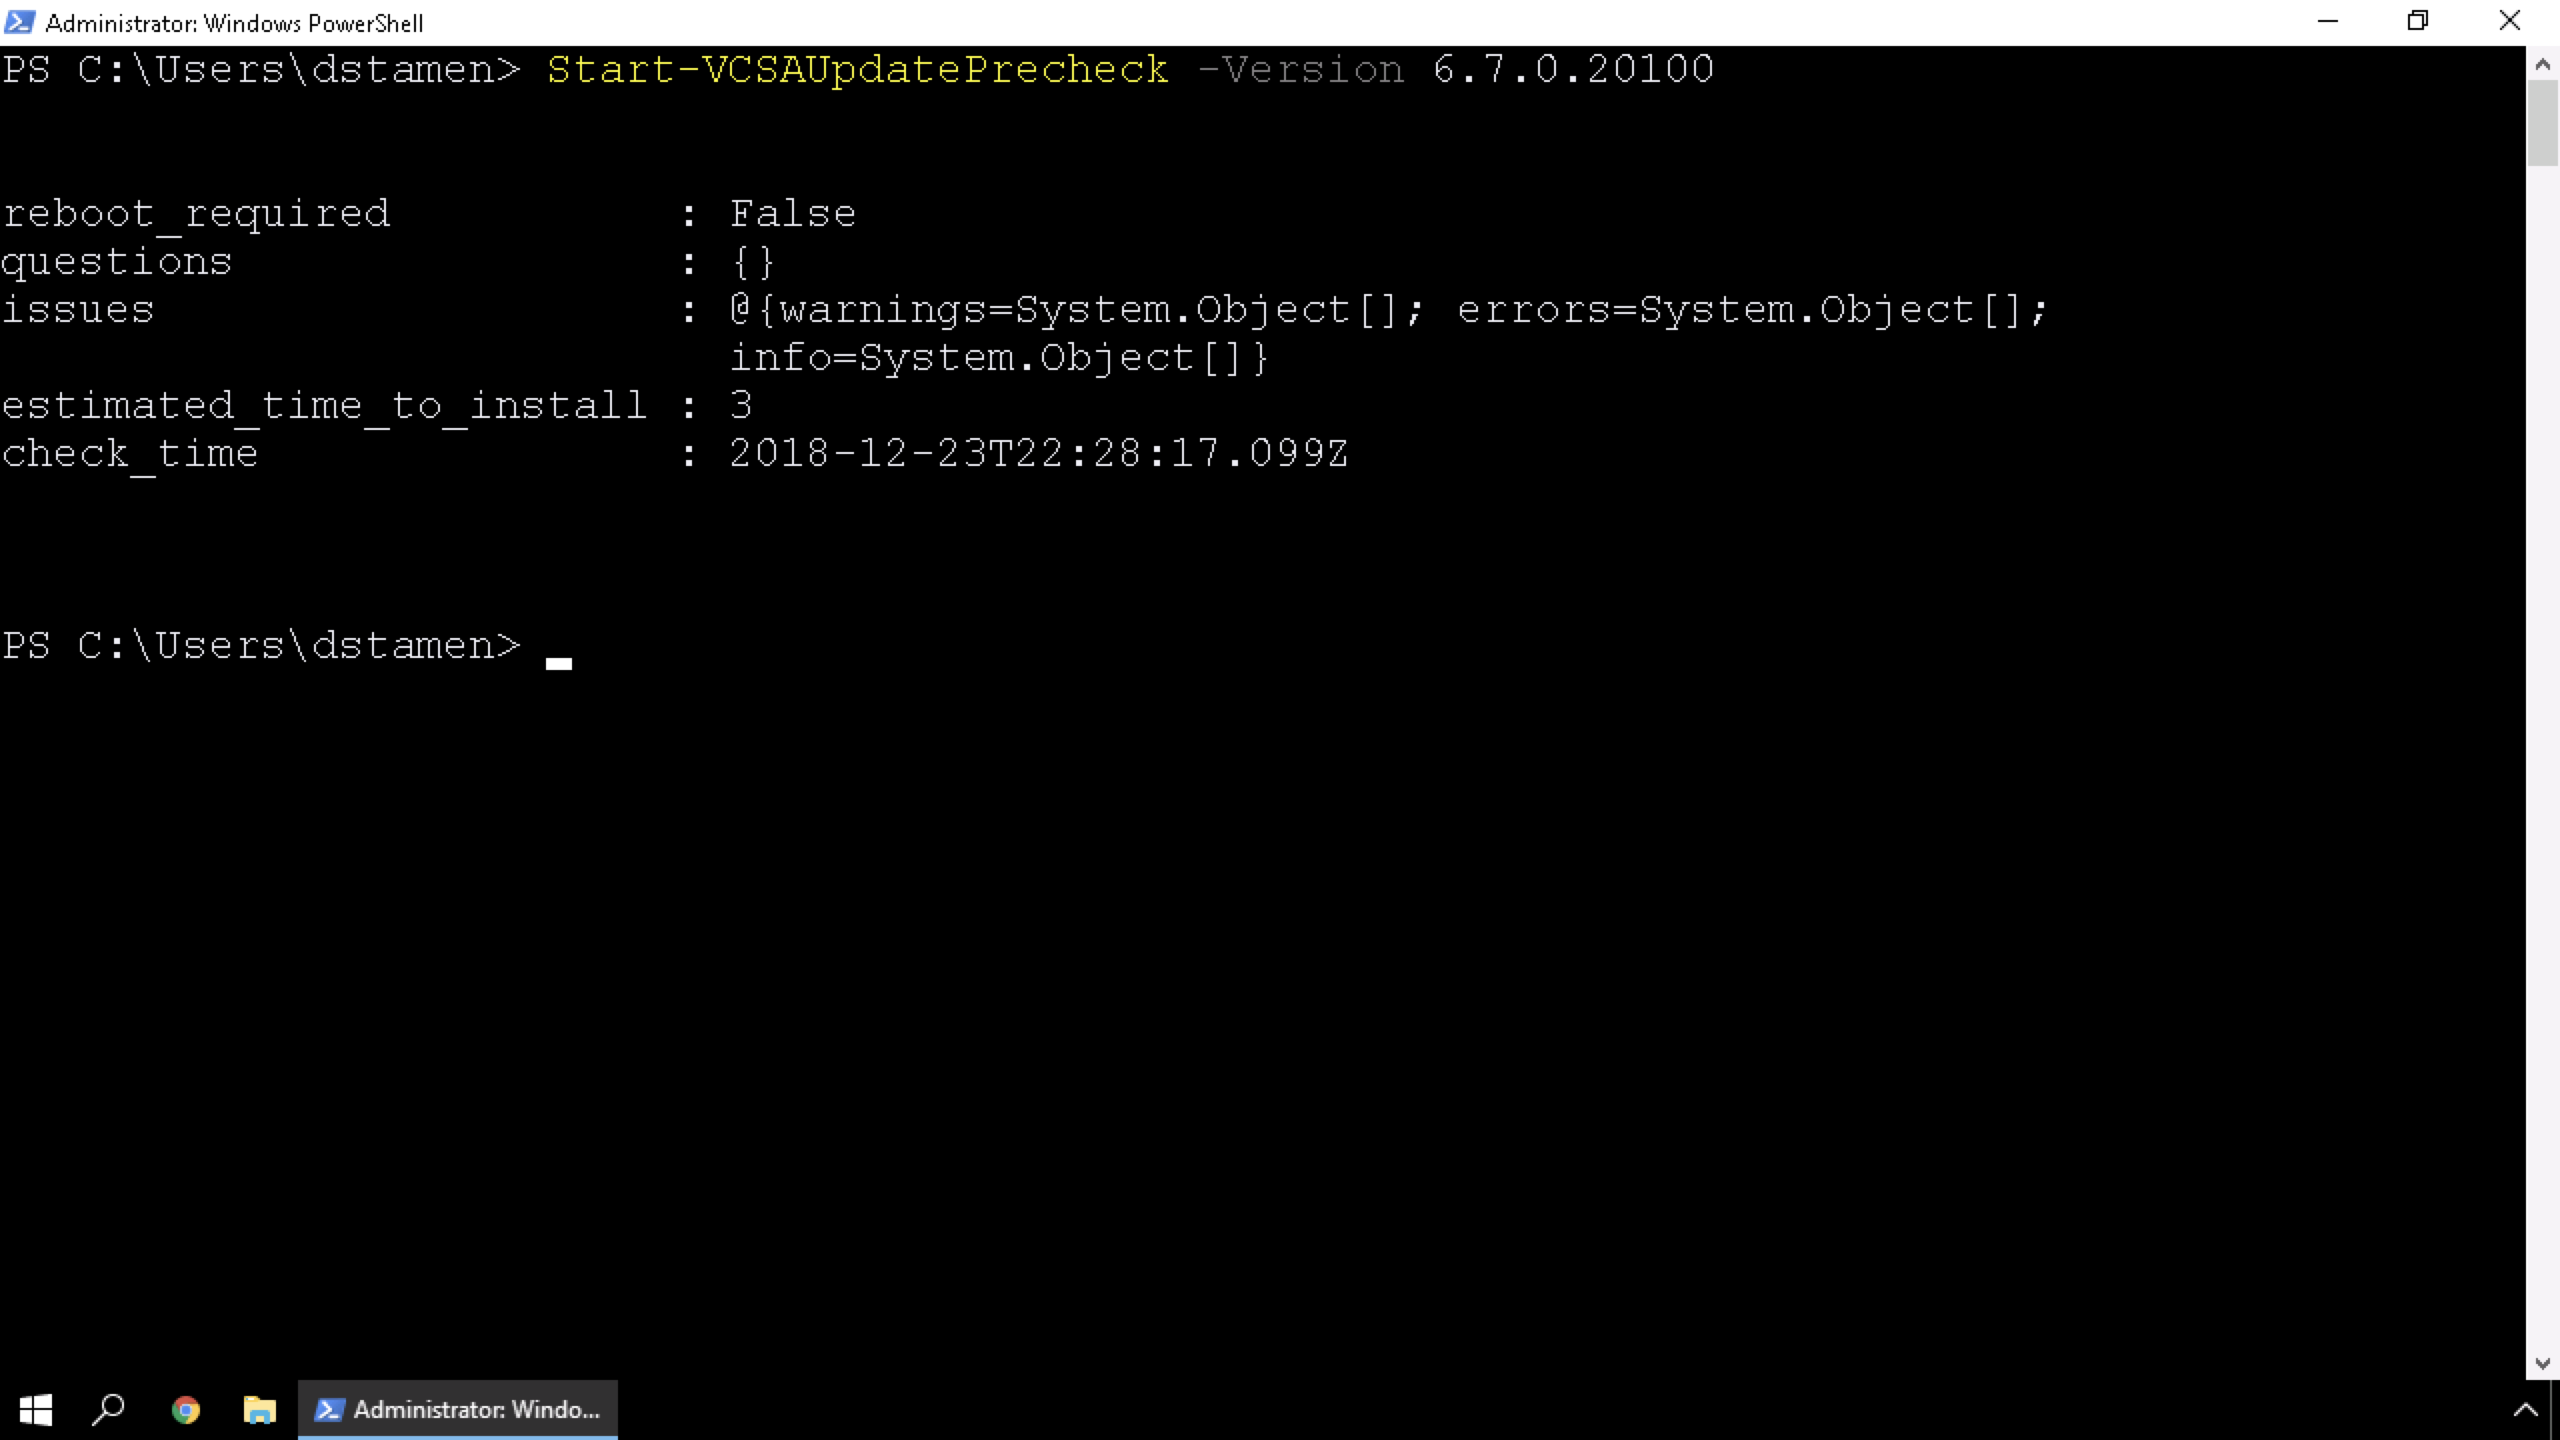 Administrator: Windows PowerShell
PS C:\Users\dstamen> Start-VCSAUpdatePrecheck -Version 6.7.0.20100
reboot_required : False
questions : {}
issues : @{warnings=System.Object[]; errors=System.Object[];
info=System.Object[]}
estimated_time_to_install : 3
check_time : 2018-12-23T22:28:17.099Z
PS C:\Users\dstamen>
Administrator: Windo...